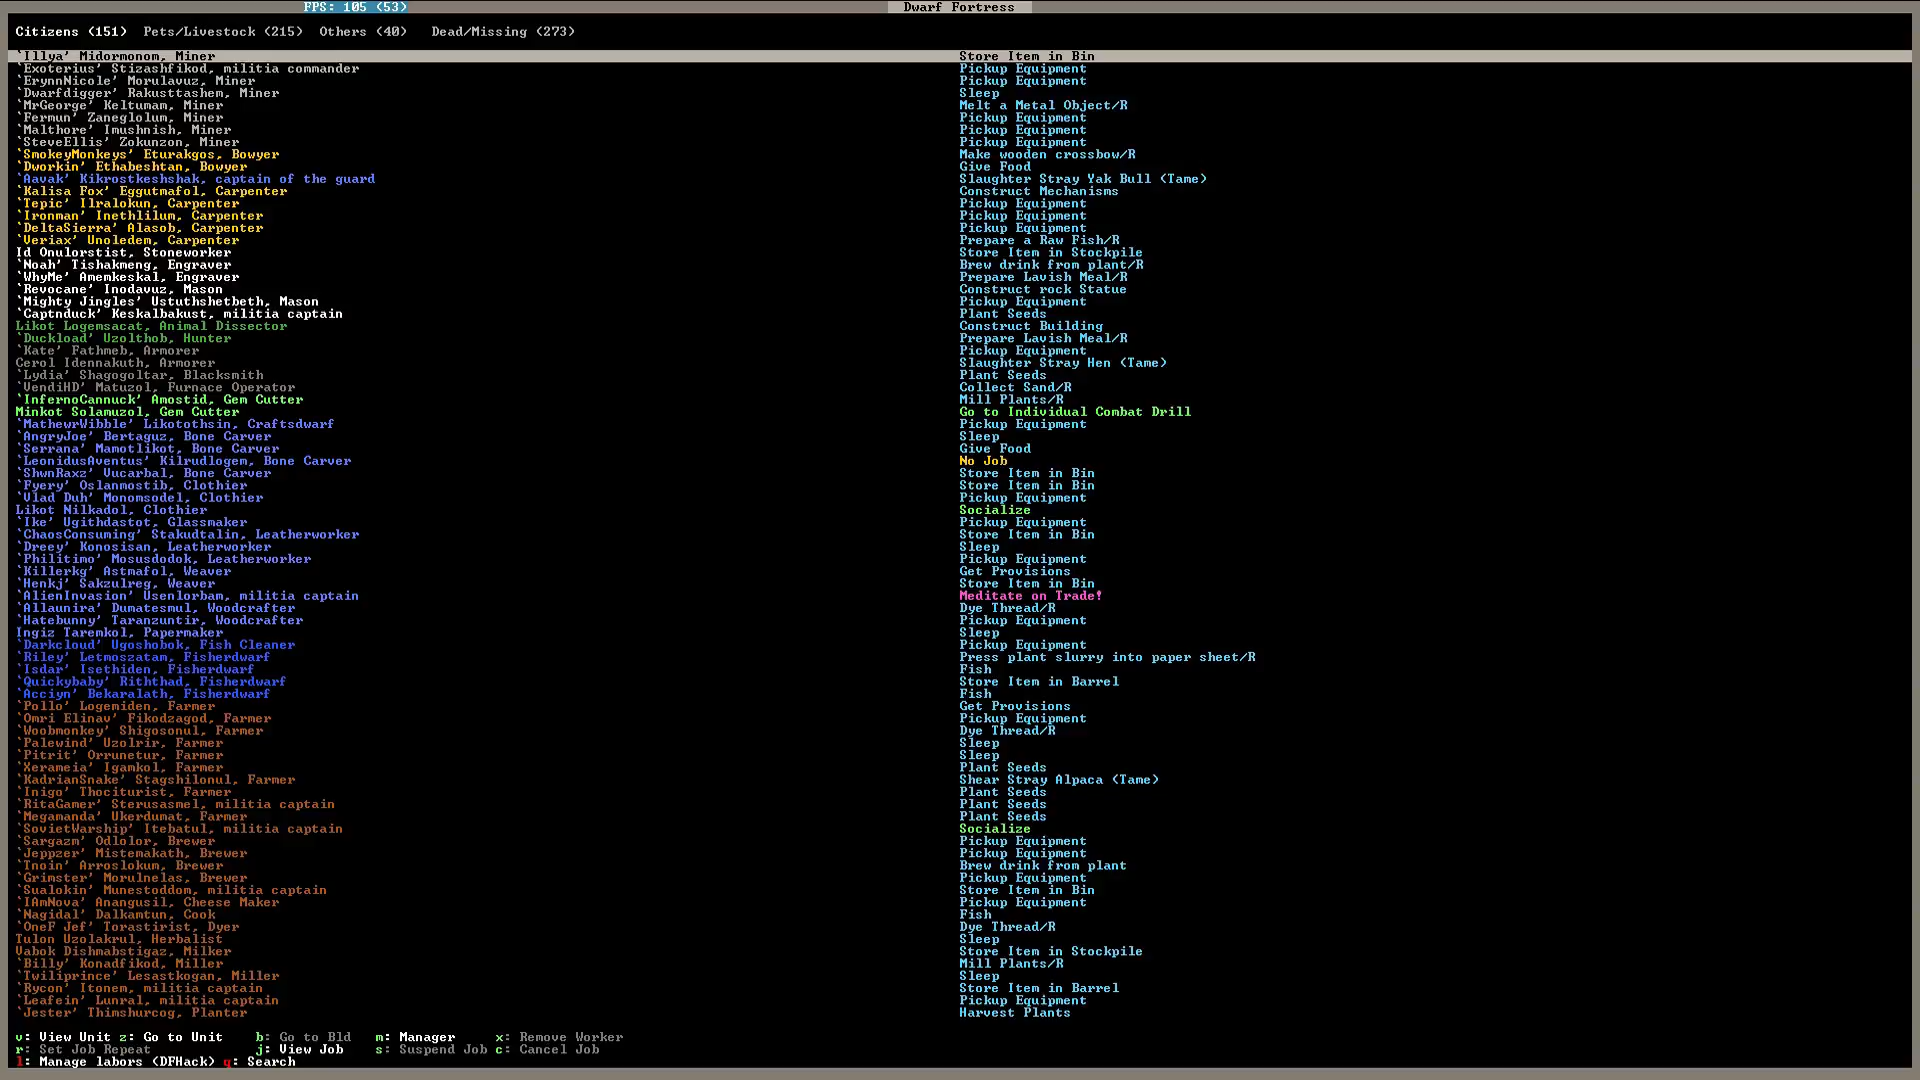 FPS: 105 (53) Dwarf Fortress
Citizens (151) Pets/Livestock (215) Others (40) Dead/Missing (273)
`Illya' Midormonom, Miner Store Item in Bin
`Exoterius' Stizashfikod, militia commander Pickup Equipment
`ErynnNicole' Morulavuz, Miner Pickup Equipment
`Dwarfdigger' Rakusttashem, Miner Sleep
`MrGeorge' Keltumam, Miner Melt a Metal Object/R
`Fermun' Zaneglolum, Miner Pickup Equipment
`Malthore' Imushnish, Miner Pickup Equipment
`SteveEllis' Zokunzon, Miner Pickup Equipment
`SmokeyMonkeys' Eturakgos, Bowyer Make wooden crossbow/R
`Dworkin' Ethabeshtan, Bowyer Give Food
`Aavak' Kikrostkeshshak, captain of the guard Slaughter Stray Yak Bull (Tame)
`Kalisa Fox' Eggutmafol, Carpenter Construct Mechanisms
`Tepic' Ilralokun, Carpenter Pickup Equipment
`Ironman' Inethlilum, Carpenter Pickup Equipment
`DeltaSierra' Alasob, Carpenter Pickup Equipment
`Veriax' Unoledem, Carpenter Prepare a Raw Fish/R
Id Onulorstist, Stoneworker Store Item in Stockpile
`Noah' Tishakmeng, Engraver Brew drink from plant/R
`WhyMe' Amemkeskal, Engraver Prepare Lavish Meal/R
`Revocane' Inodavuz, Mason Construct rock Statue
`Mighty Jingles' Ustuthshetbeth, Mason Pickup Equipment
`Captnduck' Keskalbakust, militia captain Plant Seeds
Likot Logemsacat, Animal Dissector Construct Building
`Duckload' Uzolthob, Hunter Prepare Lavish Meal/R
`Kate' Fathmeb, Armorer Pickup Equipment
Cerol Idennakuth, Armorer Slaughter Stray Hen (Tame)
`Lydia' Shagogoltar, Blacksmith Plant Seeds
`VendiHD' Matuzol, Furnace Operator Collect Sand/R
`InfernoCannuck' Amostid, Gem Cutter Mill Plants/R
Minkot Solamuzol, Gem Cutter Go to Individual Combat Drill
`MathewrWibble' Likotothsin, Craftsdwarf Pickup Equipment
`AngryJoe' Bertaguz, Bone Carver Sleep
`Serrana' Mamotlikot, Bone Carver Give Food
`LeonidusAventus' Kilrudlogem, Bone Carver No Job
`ShwnRaxz' Vucarbal, Bone Carver Store Item in Bin
`Fyery' Oslanmostib, Clothier Store Item in Bin
`Vlad Duh' Monomsodel, Clothier Pickup Equipment
Likot Nilkadol, Clothier Socialize
`Ike' Ugithdastot, Glassmaker Pickup Equipment
`ChaosConsuming' Stakudtalin, Leatherworker Store Item in Bin
`Dreey' Konosisan, Leatherworker Sleep
`Philitimo' Mosusdodok, Leatherworker Pickup Equipment
`Killerkg' Astmafol, Weaver Get Provisions
`Henkj' Sakzulreg, Weaver Store Item in Bin
`AlienInvasion' Usenlorbam, militia captain Meditate on Trade!
`Allaunira' Dumatesmul, Woodcrafter Dye Thread/R
`Hatebunny' Taranzuntir, Woodcrafter Pickup Equipment
Ingiz Taremkol, Papermaker Sleep
`Darkcloud' Ugoshobok, Fish Cleaner Pickup Equipment
`Riley' Letmoszatam, Fisherdwarf Press plant slurry into paper sheet/R
`Isdar' Isethiden, Fisherdwarf Fish
`Quickybaby' Riththad, Fisherdwarf Store Item in Barrel
`Acciyn' Bekaralath, Fisherdwarf Fish
`Pollo' Logemiden, Farmer Get Provisions
`Omri Elinav' Fikodzagod, Farmer Pickup Equipment
`Woobmonkey' Shigosonul, Farmer Dye Thread/R
`Palewind' Uzolrir, Farmer Sleep
`Pitrit' Orrunetur, Farmer Sleep
`Xerameia' Igamkol, Farmer Plant Seeds
`KadrianSnake' Stagshilonul, Farmer Shear Stray Alpaca (Tame)
`Inigo' Thociturist, Farmer Plant Seeds
`RitaGamer' Sterusasmel, militia captain Plant Seeds
`Megamanda' Ukerdumat, Farmer Plant Seeds
`SovietWarship' Itebatul, militia captain Socialize
`Sargazm' Odlolor, Brewer Pickup Equipment
`Jeppzer' Mistemakath, Brewer Pickup Equipment
`Tnoin' Arroslokum, Brewer Brew drink from plant
`Grimster' Morulnelas, Brewer Pickup Equipment
`Sualokin' Munestoddom, militia captain Store Item in Bin
`IAmNova' Anangusil, Cheese Maker Pickup Equipment
`Nagidal' Dalkamtun, Cook Fish
`OneF Jef' Torastirist, Dyer Dye Thread/R
Tulon Uzolakrul, Herbalist Sleep
Vabok Dishmabstigaz, Milker Store Item in Stockpile
`Billy' Konadfikod, Miller Mill Plants/R
`Twiliprince' Lesastkogan, Miller Sleep
`Rycon' Itonem, militia captain Store Item in Barrel
`Leafein' Lunral, militia captain Pickup Equipment
`Jester' Thimshurcog, Planter Harvest Plants
v: View Unit z: Go to Unit b: Go to Bld m: Manager x: Remove Worker
r: Set Job Repeat j: View Job s: Suspend Job c: Cancel Job
l: Manage labors (DFHack) q: Search